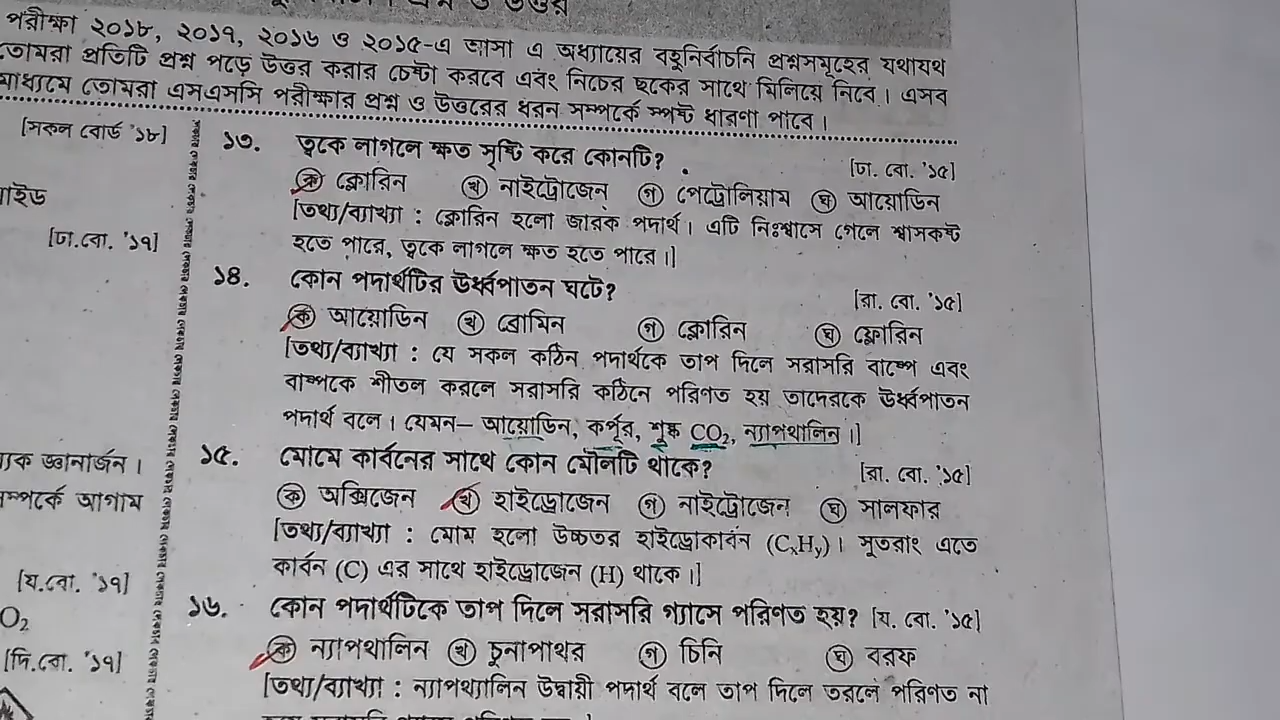 পরীক্ষা ২০১৮, ২০১৭, ২০১৬ ও ২০১৫-এ আসা এ অধ্যায়ের বহুনির্বাচনি প্রশ্নসমূহের যথাযথ
তোমরা প্রতিটি প্রশ্ন পড়ে উত্তর করার চেষ্টা করবে এবং নিচের ছকের সাথে মিলিয়ে নিবে। এসব
মাধ্যমে তোমরা এসএসসি পরীক্ষার প্রশ্ন ও উত্তরের ধরন সম্পর্কে স্পষ্ট ধারণা পাবে।
[সকল বোর্ড '১৮]
াইড
[ঢা.বো. '১৭]
্যক জ্ঞানার্জন।
সম্পর্কে আগাম
[য.বো. '১৭]
O₂
[দি.বো. '১৭]
১৩. ত্বকে লাগলে ক্ষত সৃষ্টি করে কোনটি? [ঢা. বো. '১৫]
ক ক্লোরিন খ নাইট্রোজেন গ পেট্রোলিয়াম ঘ আয়োডিন
[তথ্য/ব্যাখ্যা : ক্লোরিন হলো জারক পদার্থ। এটি নিঃশ্বাসে গেলে শ্বাসকষ্ট
হতে পারে, ত্বকে লাগলে ক্ষত হতে পারে।]
১৪. কোন পদার্থটির ঊর্ধ্বপাতন ঘটে? [রা. বো. '১৫]
ক আয়োডিন খ ব্রোমিন গ ক্লোরিন ঘ ফ্লোরিন
[তথ্য/ব্যাখ্যা : যে সকল কঠিন পদার্থকে তাপ দিলে সরাসরি বাষ্পে এবং
বাষ্পকে শীতল করলে সরাসরি কঠিনে পরিণত হয় তাদেরকে ঊর্ধ্বপাতন
পদার্থ বলে। যেমন– আয়োডিন, কর্পূর, শুষ্ক CO₂, ন্যাপথালিন।]
১৫. মোমে কার্বনের সাথে কোন মৌলটি থাকে? [রা. বো. '১৫]
ক অক্সিজেন খ হাইড্রোজেন গ নাইট্রোজেন ঘ সালফার
[তথ্য/ব্যাখ্যা : মোম হলো উচ্চতর হাইড্রোকার্বন (CₓHᵧ)। সুতরাং এতে
কার্বন (C) এর সাথে হাইড্রোজেন (H) থাকে।]
১৬. কোন পদার্থটিকে তাপ দিলে সরাসরি গ্যাসে পরিণত হয়? [য. বো. '১৫]
ক ন্যাপথালিন খ চুনাপাথর গ চিনি ঘ বরফ
[তথ্য/ব্যাখ্যা : ন্যাপথ্যালিন উদ্বায়ী পদার্থ বলে তাপ দিলে তরলে পরিণত না